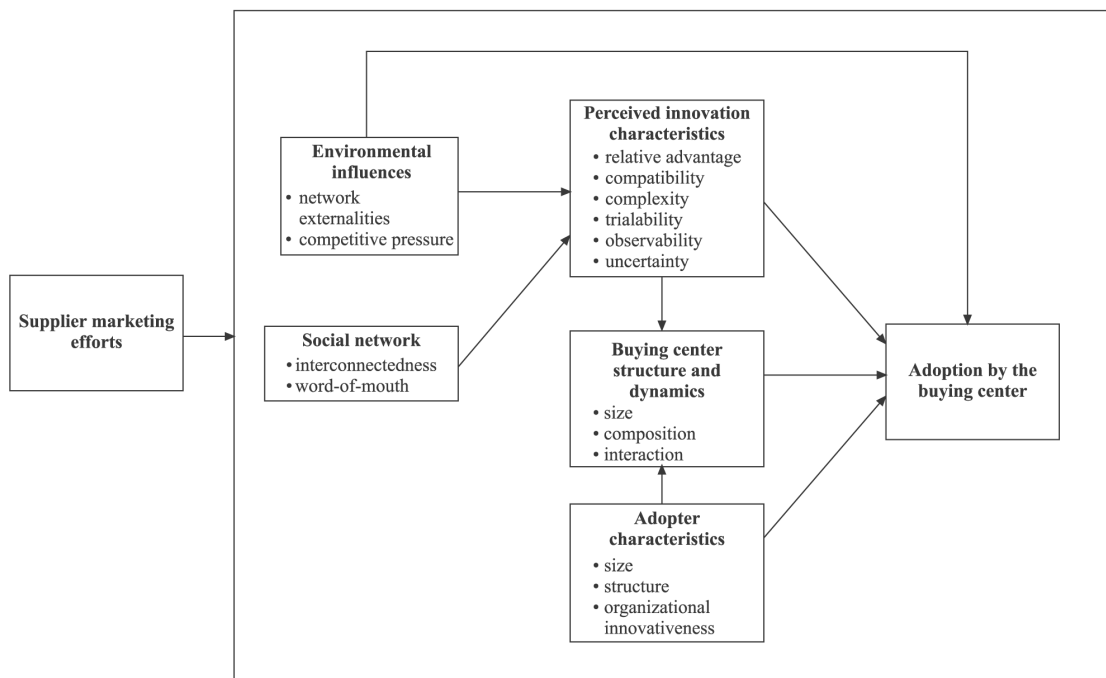 Supplier marketing
efforts
Environmental
influences
• network
externalities
• competitive pressure
Social network
• interconnectedness
• word-of-mouth
Perceived innovation
characteristics
• relative advantage
• compatibility
• complexity
• trialability
• observability
• uncertainty
Buying center
structure and
dynamics
• size
• composition
• interaction
Adopter
characteristics
• size
• structure
• organizational
innovativeness
Adoption by the
buying center